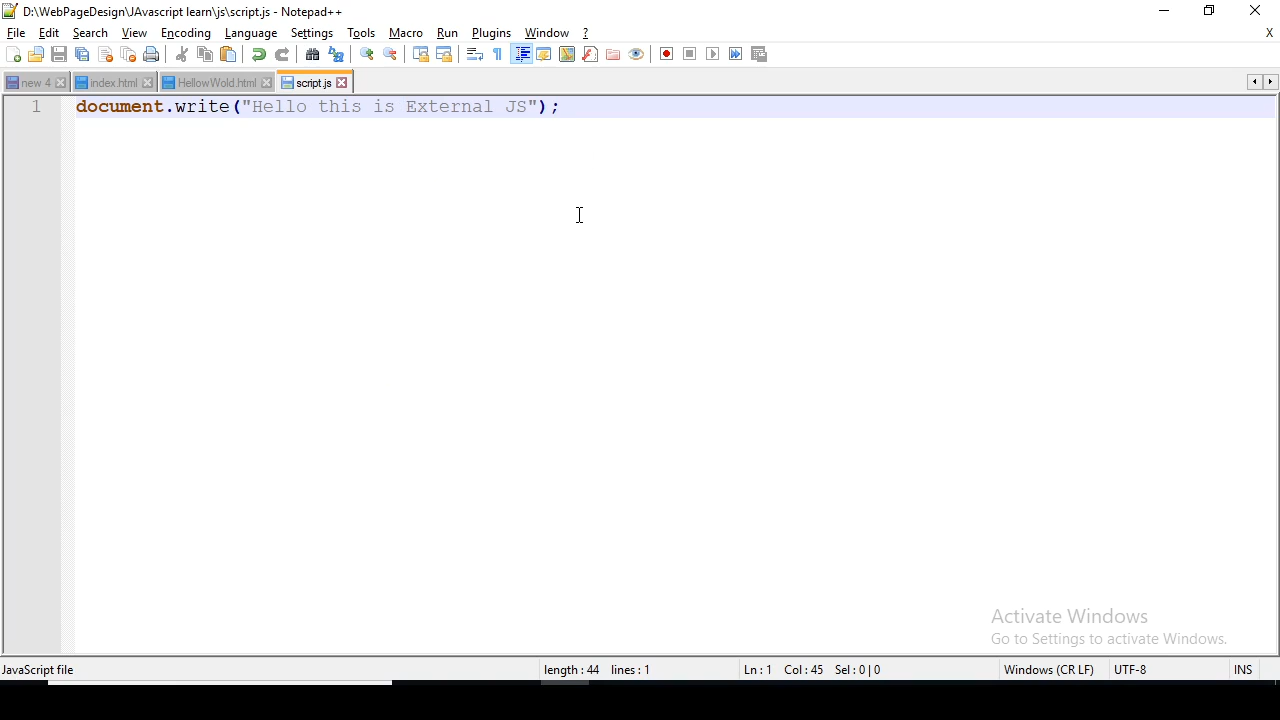 D:\WebPageDesign\JAvascript learn\js\script.js - Notepad++
File Edit Search View Encoding Language Settings Tools Macro Run Plugins Window ? X
new 4 index.html HellowWold.html script.js
1 document.write("Hello this is External JS");
Activate Windows
Go to Settings to activate Windows.
JavaScript file length : 44 lines : 1 Ln : 1 Col : 45 Sel : 0 | 0 Windows (CR LF) UTF-8 INS